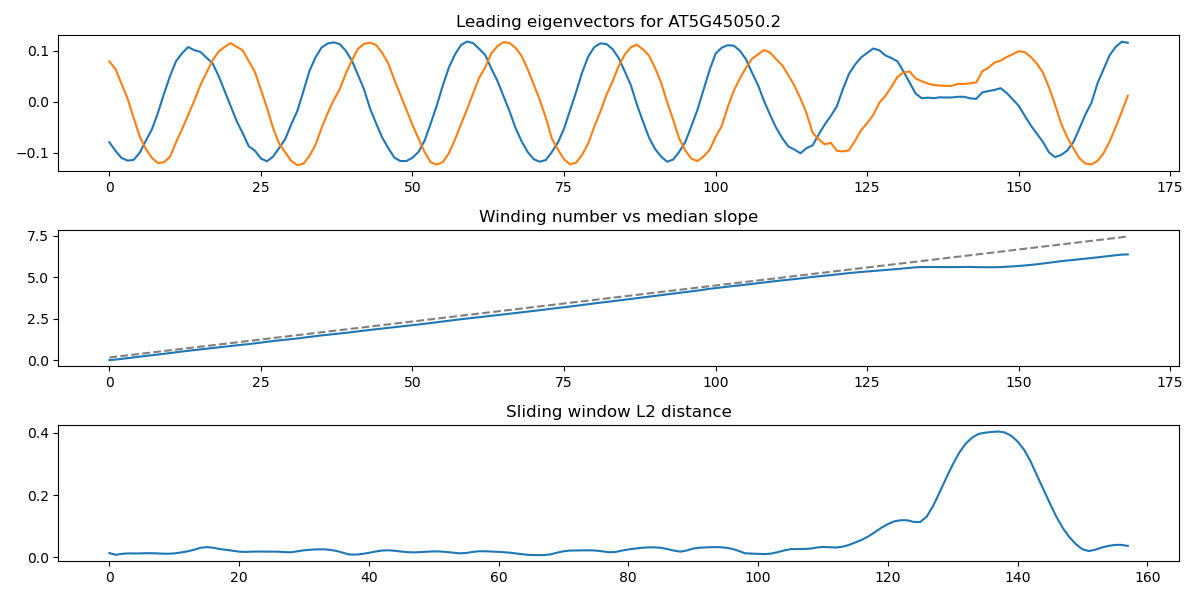 Leading eigenvectors for AT5G45050.2
0.1
0.0
−0.1
0 25 50 75 100 125 150 175
Winding number vs median slope
7.5
5.0
2.5
0.0
0 25 50 75 100 125 150 175
Sliding window L2 distance
0.4
0.2
0.0
0 20 40 60 80 100 120 140 160